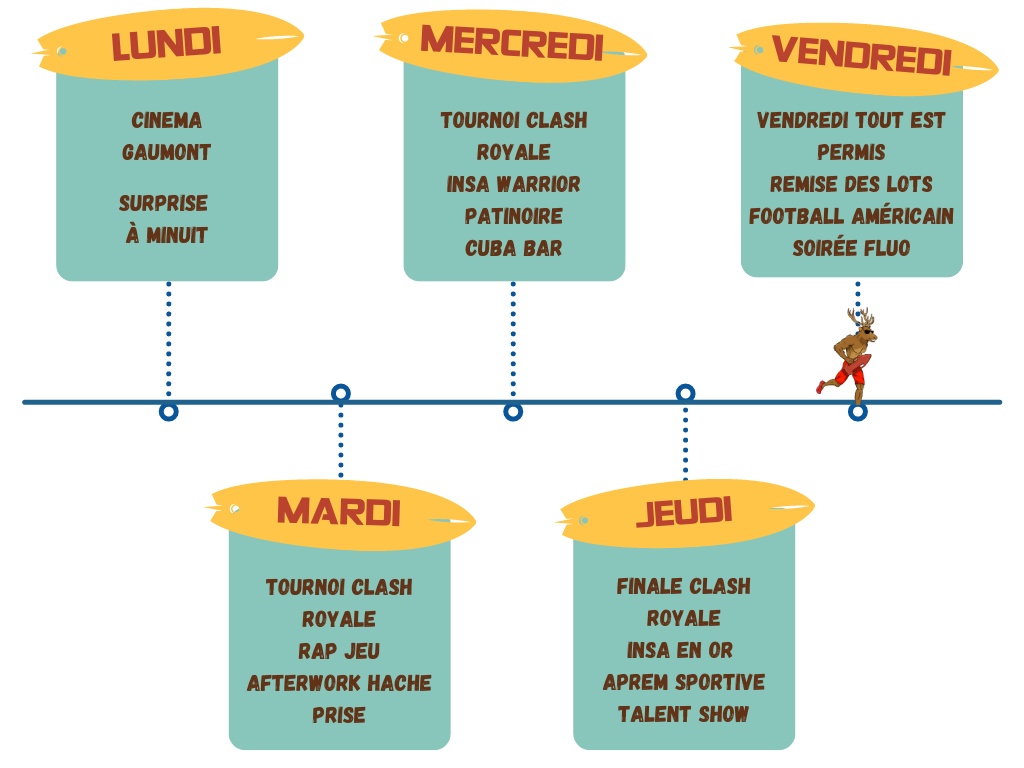 LUNDI
CINEMA
GAUMONT
SURPRISE
À MINUIT
MARDI
TOURNOI CLASH
ROYALE
RAP JEU
AFTERWORK HACHE
PRISE
MERCREDI
TOURNOI CLASH
ROYALE
INSA WARRIOR
PATINOIRE
CUBA BAR
JEUDI
FINALE CLASH
ROYALE
INSA EN OR
APREM SPORTIVE
TALENT SHOW
VENDREDI
VENDREDI TOUT EST
PERMIS
REMISE DES LOTS
FOOTBALL AMÉRICAIN
SOIRÉE FLUO